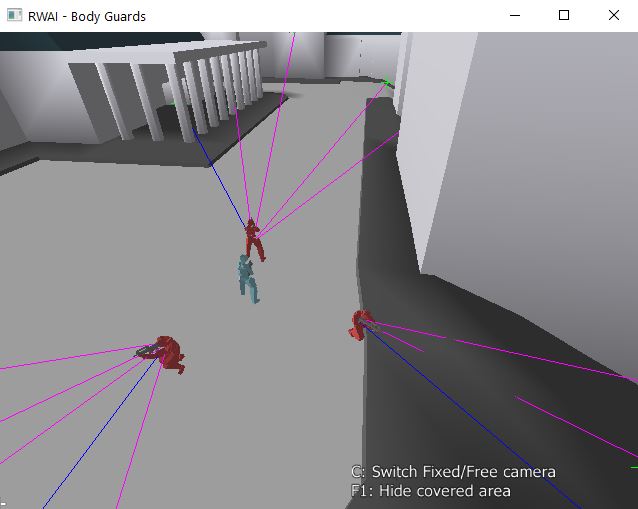 RWAI - Body Guards
C: Switch Fixed/Free camera
F1: Hide covered area